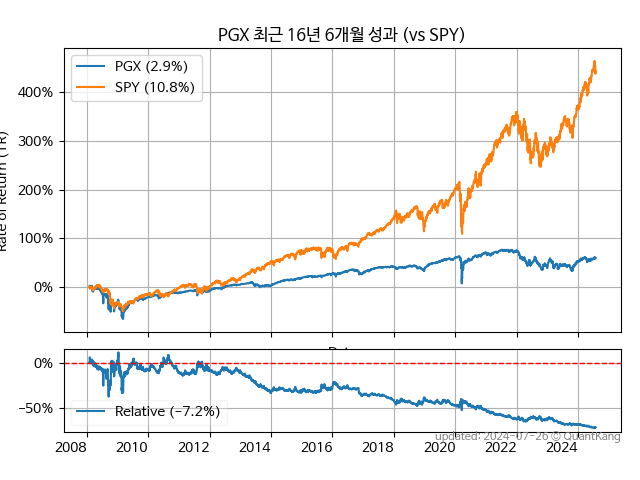 PGX 최근 16년 6개월 성과 (vs SPY)
PGX (2.9%)
SPY (10.8%)
Rate of Return (TR)
400%
300%
200%
100%
0%
0%
−50%
Relative (−7.2%)
updated: 2024-07-26 © QuantKang
2008 2010 2012 2014 2016 2018 2020 2022 2024